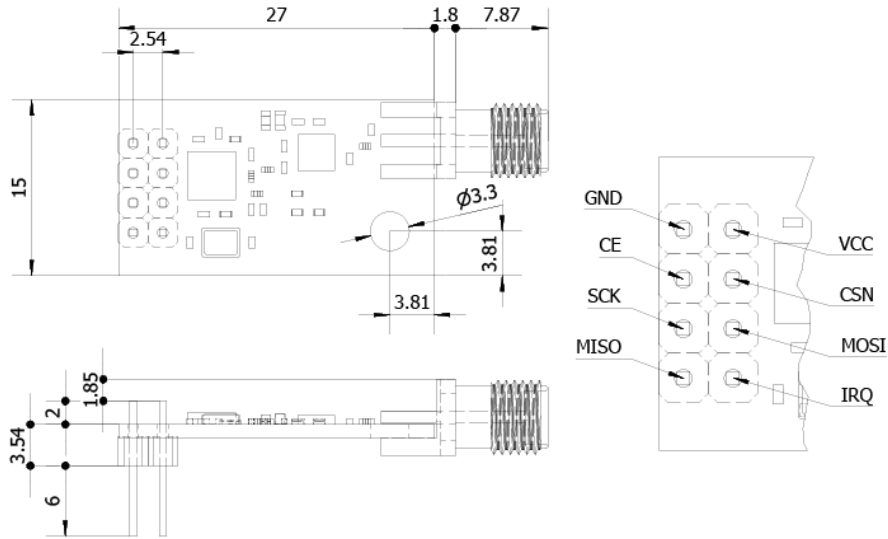 27
1.8
7.87
2.54
15
Ø3.3
3.81
3.81
GND
VCC
CE
CSN
SCK
MOSI
MISO
IRQ
1.85
2
3.54
6